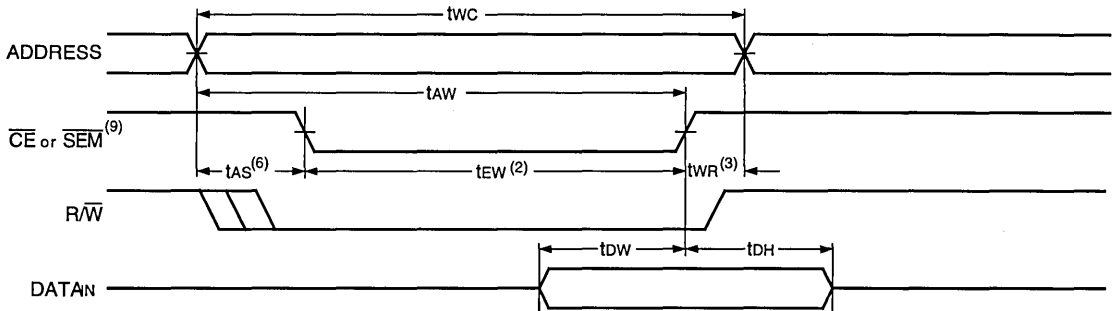 tWC
ADDRESS
tAW
CE or SEM(9)
tAS(6) tEW(2) tWR(3)
R/W
tDW tDH
DATAIN